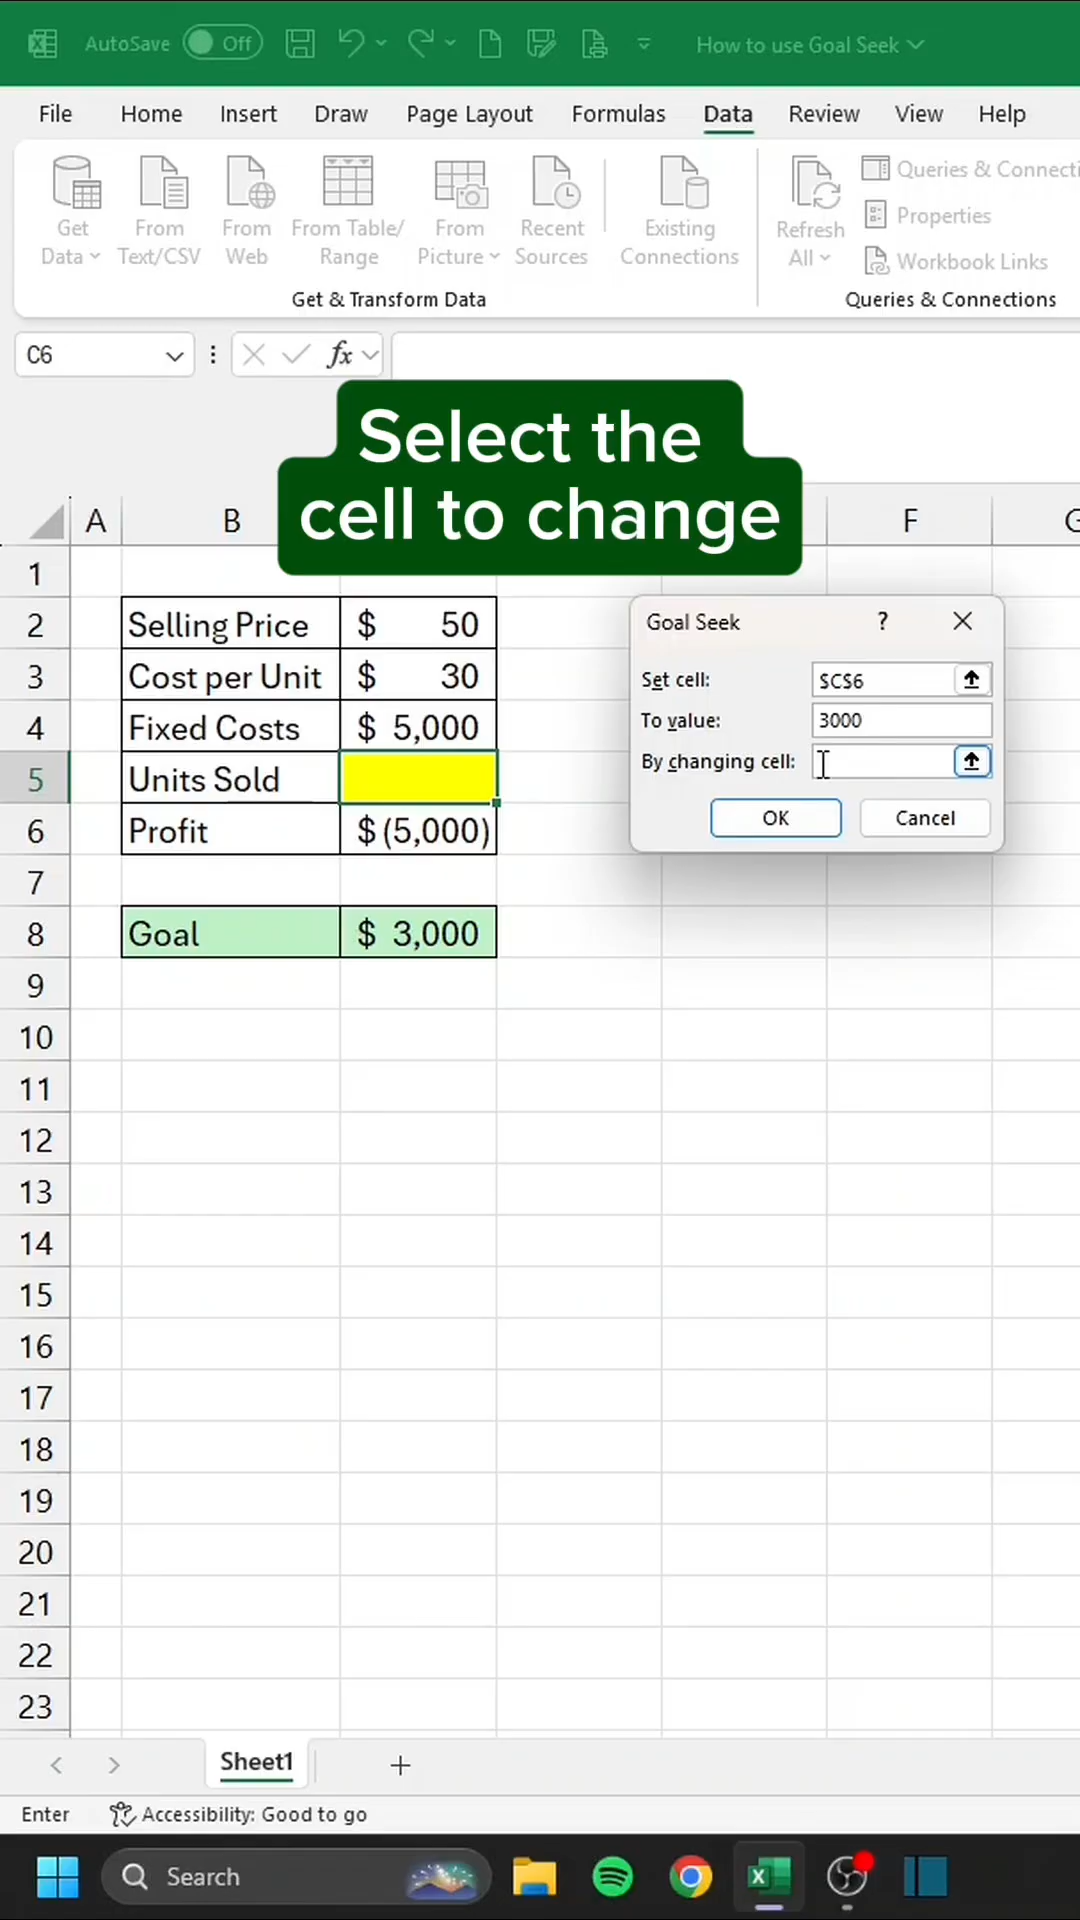 AutoSave Off How to use Goal Seek
File Home Insert Draw Page Layout Formulas Data Review View Help
Get Data
From Text/CSV
From Web
From Table/ Range
From Picture
Recent Sources
Existing Connections
Refresh All
Queries & Connecti
Properties
Workbook Links
Get & Transform Data
Queries & Connections
C6
fx
Select the
cell to change
A B F G
1
2 Selling Price $ 50
3 Cost per Unit $ 30
4 Fixed Costs $ 5,000
5 Units Sold
6 Profit $ (5,000)
7
8 Goal $ 3,000
9
10
11
12
13
14
15
16
17
18
19
20
21
22
23
Goal Seek ?
Set cell: $C$6
To value: 3000
By changing cell:
OK Cancel
Sheet1
Enter Accessibility: Good to go
Search